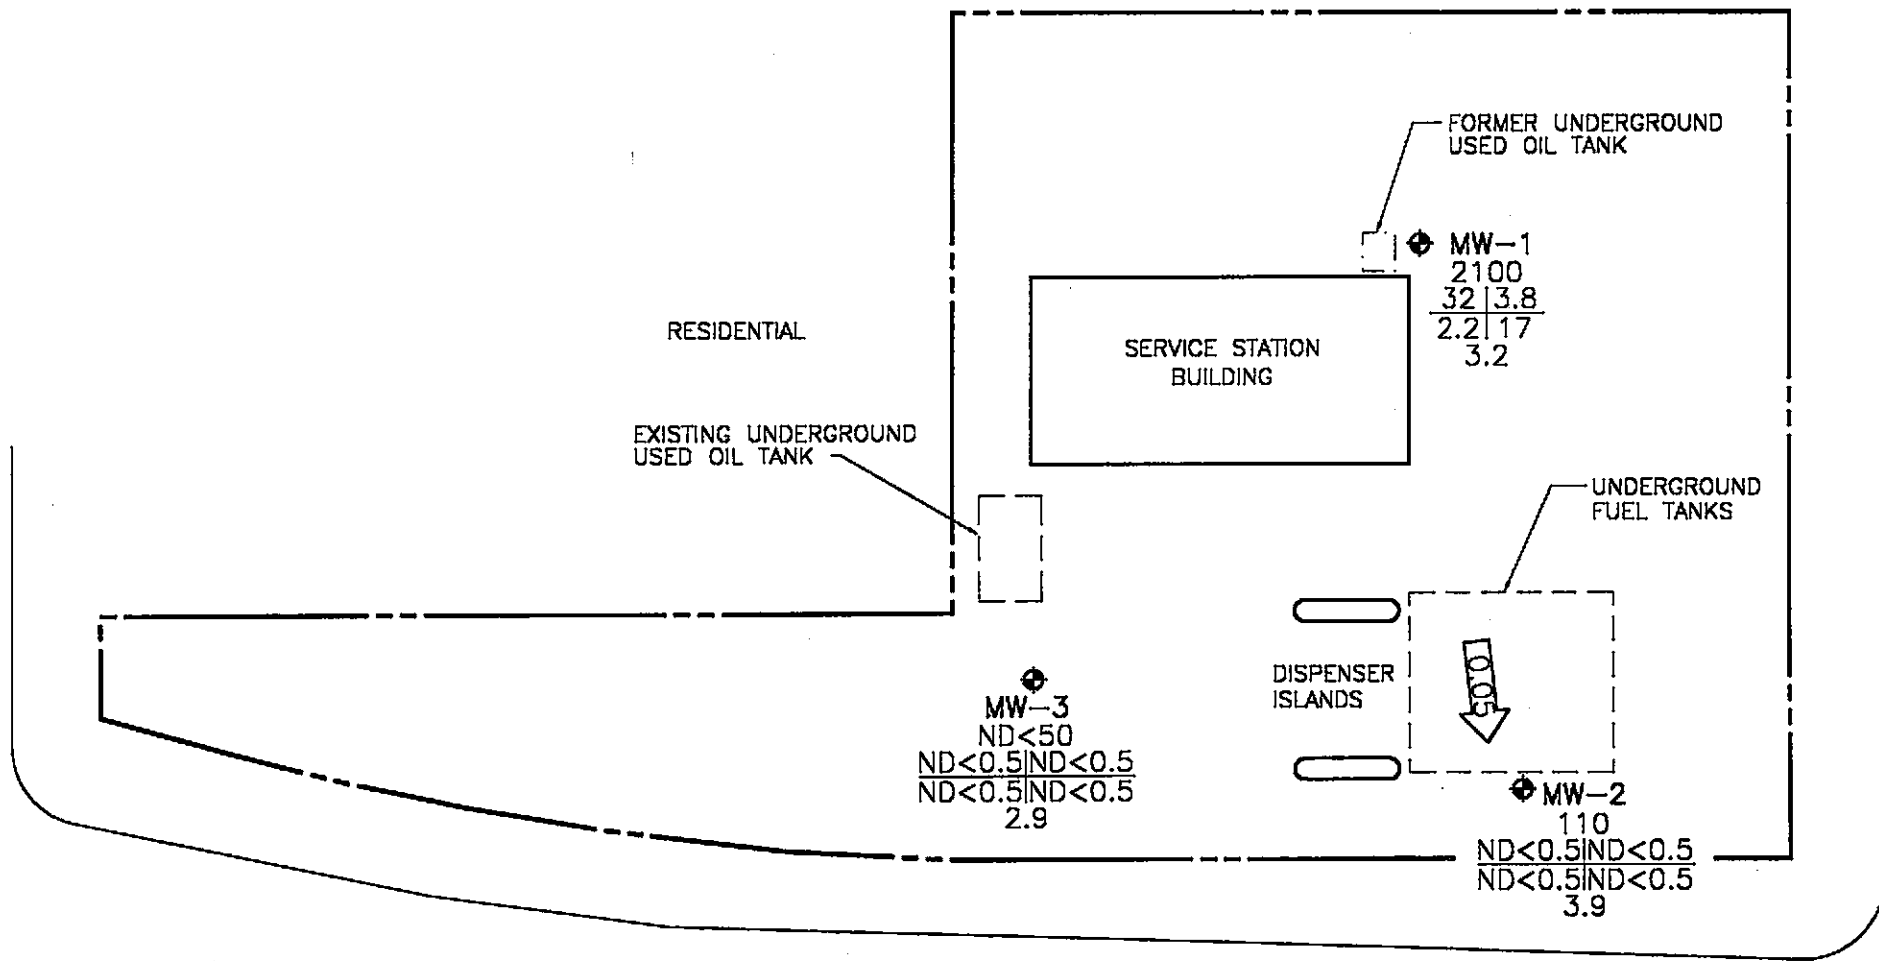 FORMER UNDERGROUND
USED OIL TANK
MW-1
2100
32|3.8
2.2|17
3.2
RESIDENTIAL
SERVICE STATION
BUILDING
EXISTING UNDERGROUND
USED OIL TANK
UNDERGROUND
FUEL TANKS
0.05
DISPENSER
ISLANDS
MW-3
ND<50
ND<0.5|ND<0.5
ND<0.5|ND<0.5
2.9
MW-2
110
ND<0.5|ND<0.5
ND<0.5|ND<0.5
3.9